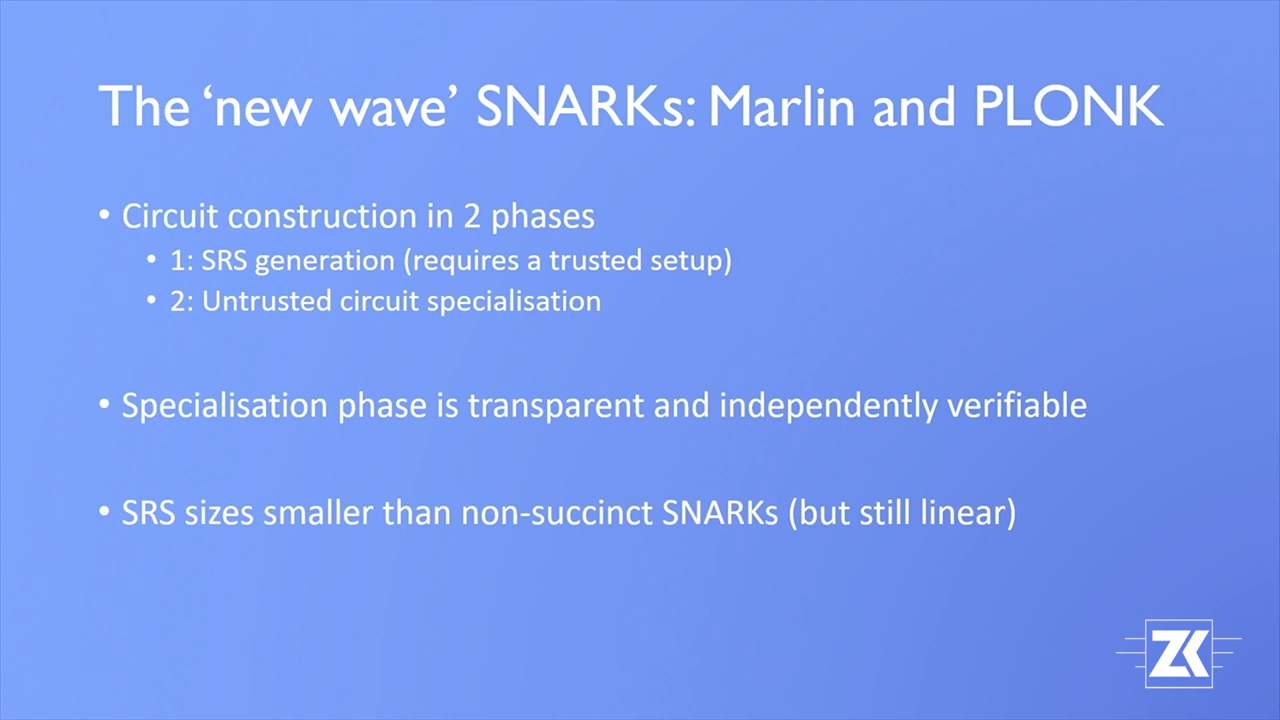 The ‘new wave’ SNARKs: Marlin and PLONK
• Circuit construction in 2 phases
• 1: SRS generation (requires a trusted setup)
• 2: Untrusted circuit specialisation
• Specialisation phase is transparent and independently verifiable
• SRS sizes smaller than non-succinct SNARKs (but still linear)
ZK